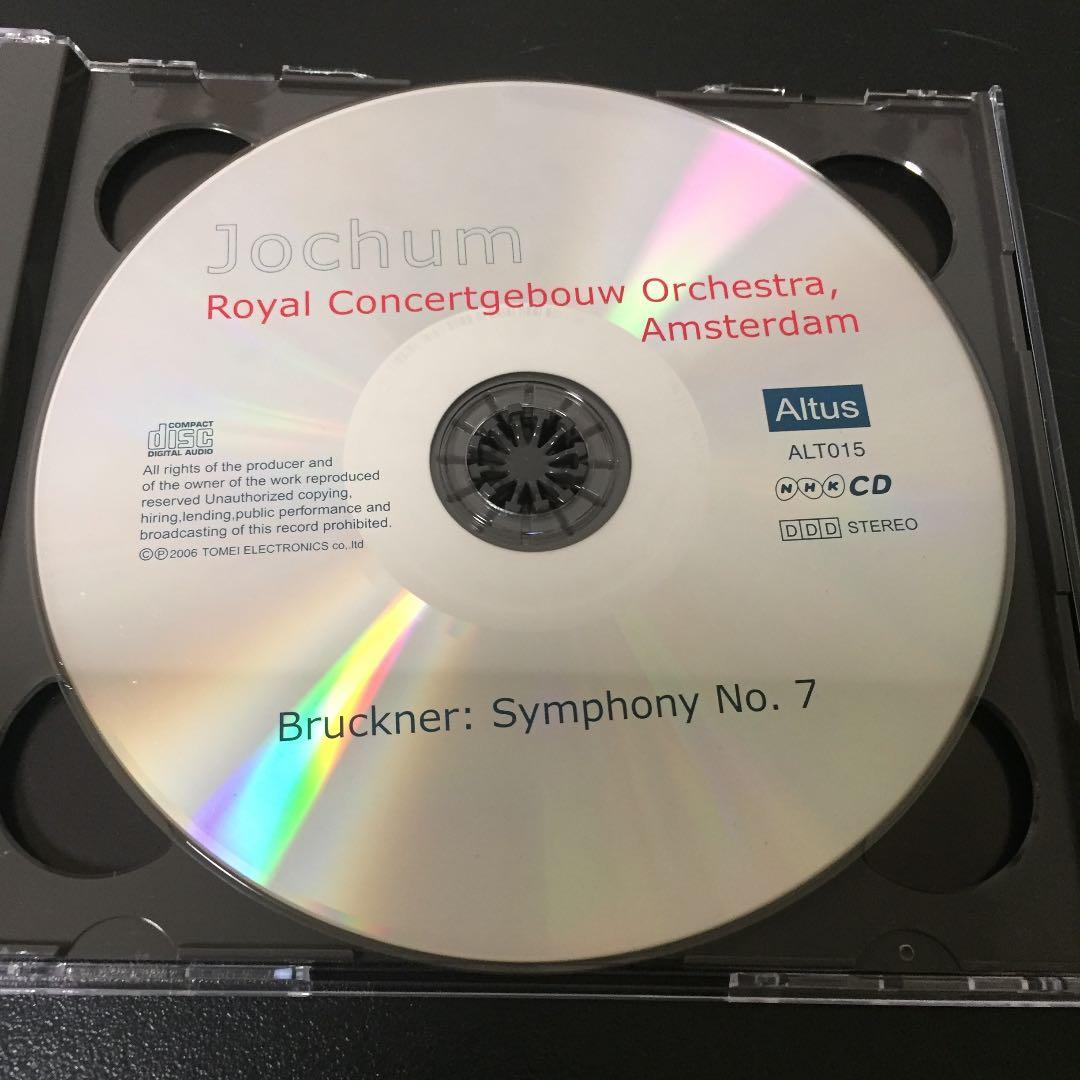 Jochum
Royal Concertgebouw Orchestra,
Amsterdam
COMPACT
disc
DIGITAL AUDIO
All rights of the producer and
of the owner of the work reproduced
reserved Unauthorized copying,
hiring,lending,public performance and
broadcasting of this record prohibited.
©Ⓟ2006 TOMEI ELECTRONICS co,.ltd
Altus
ALT015
NHK CD
DDD STEREO
Bruckner: Symphony No. 7